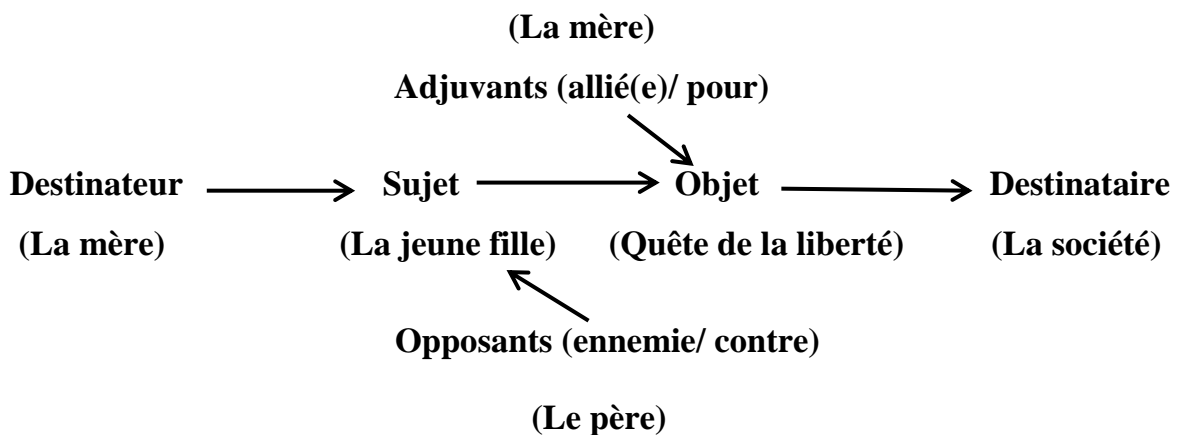 (La mère)
Adjuvants (allié(e)/ pour)
Destinateur Sujet Objet Destinataire
(La mère) (La jeune fille) (Quête de la liberté) (La société)
Opposants (ennemie/ contre)
(Le père)